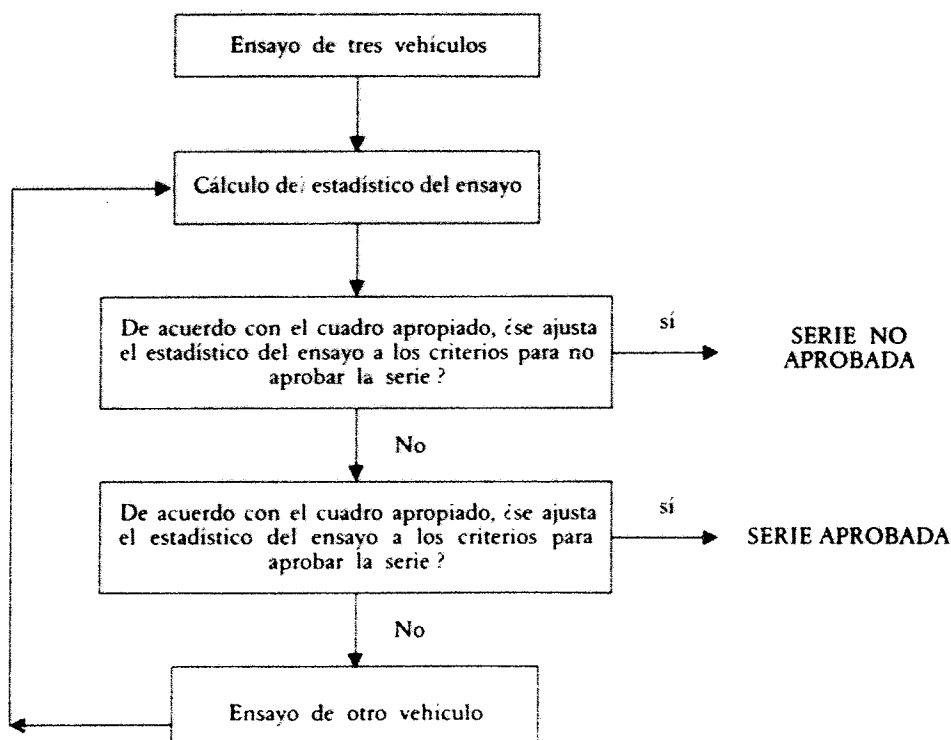 Ensayo de tres vehículos
Cálculo de estadístico del ensayo
De acuerdo con el cuadro apropiado, ¿se ajusta
el estadístico del ensayo a los criterios para no
aprobar la serie?
sí
SERIE NO
APROBADA
No
De acuerdo con el cuadro apropiado, ¿se ajusta
el estadístico del ensayo a los criterios para
aprobar la serie?
sí
SERIE APROBADA
No
Ensayo de otro vehículo